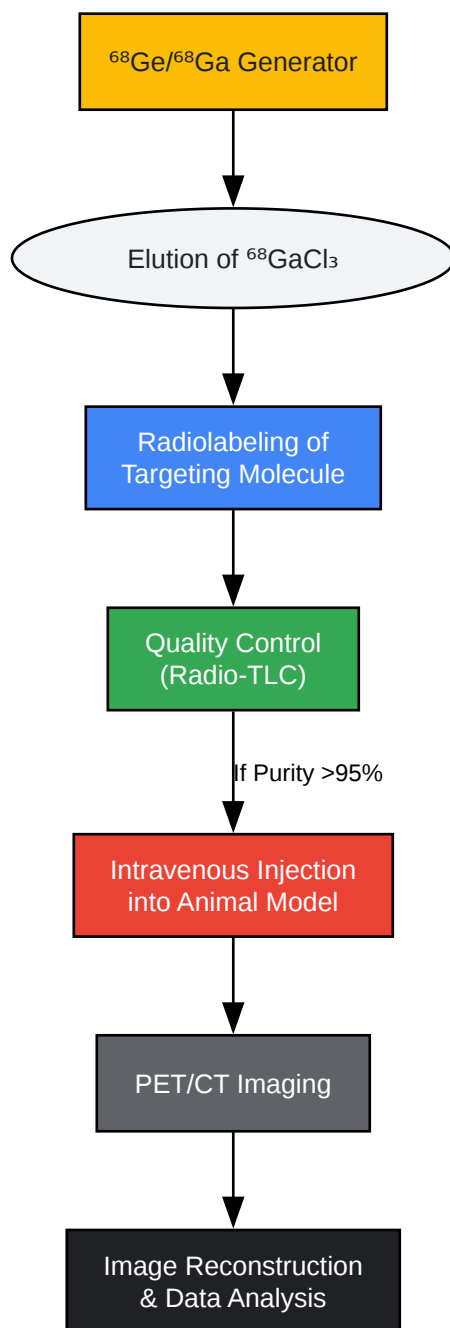 ⁶⁸Ge/⁶⁸Ga Generator
Elution of ⁶⁸GaCl₃
Radiolabeling of
Targeting Molecule
Quality Control
(Radio-TLC)
If Purity >95%
Intravenous Injection
into Animal Model
PET/CT Imaging
Image Reconstruction
& Data Analysis